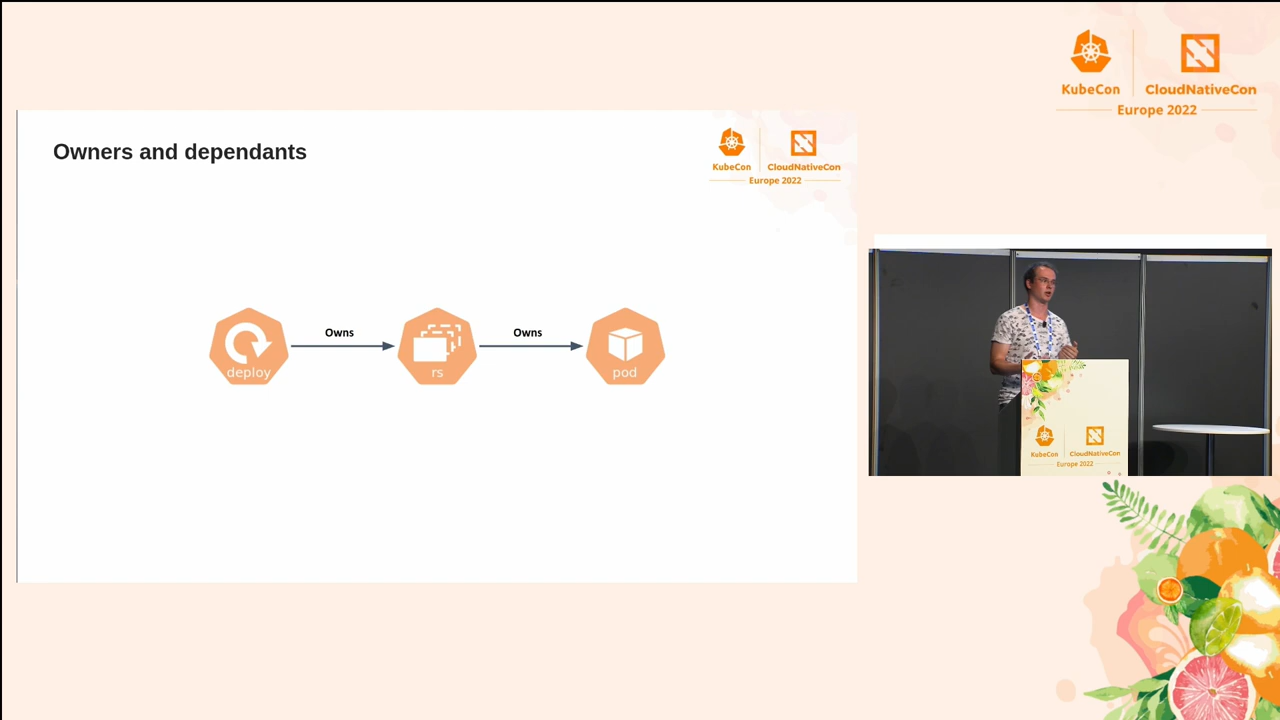 KubeCon
CloudNativeCon
Europe 2022
Owners and dependants
KubeCon
CloudNativeCon
Europe 2022
Owns
Owns
deploy
rs
pod
KubeCon
CloudNativeCon
Europe 2022